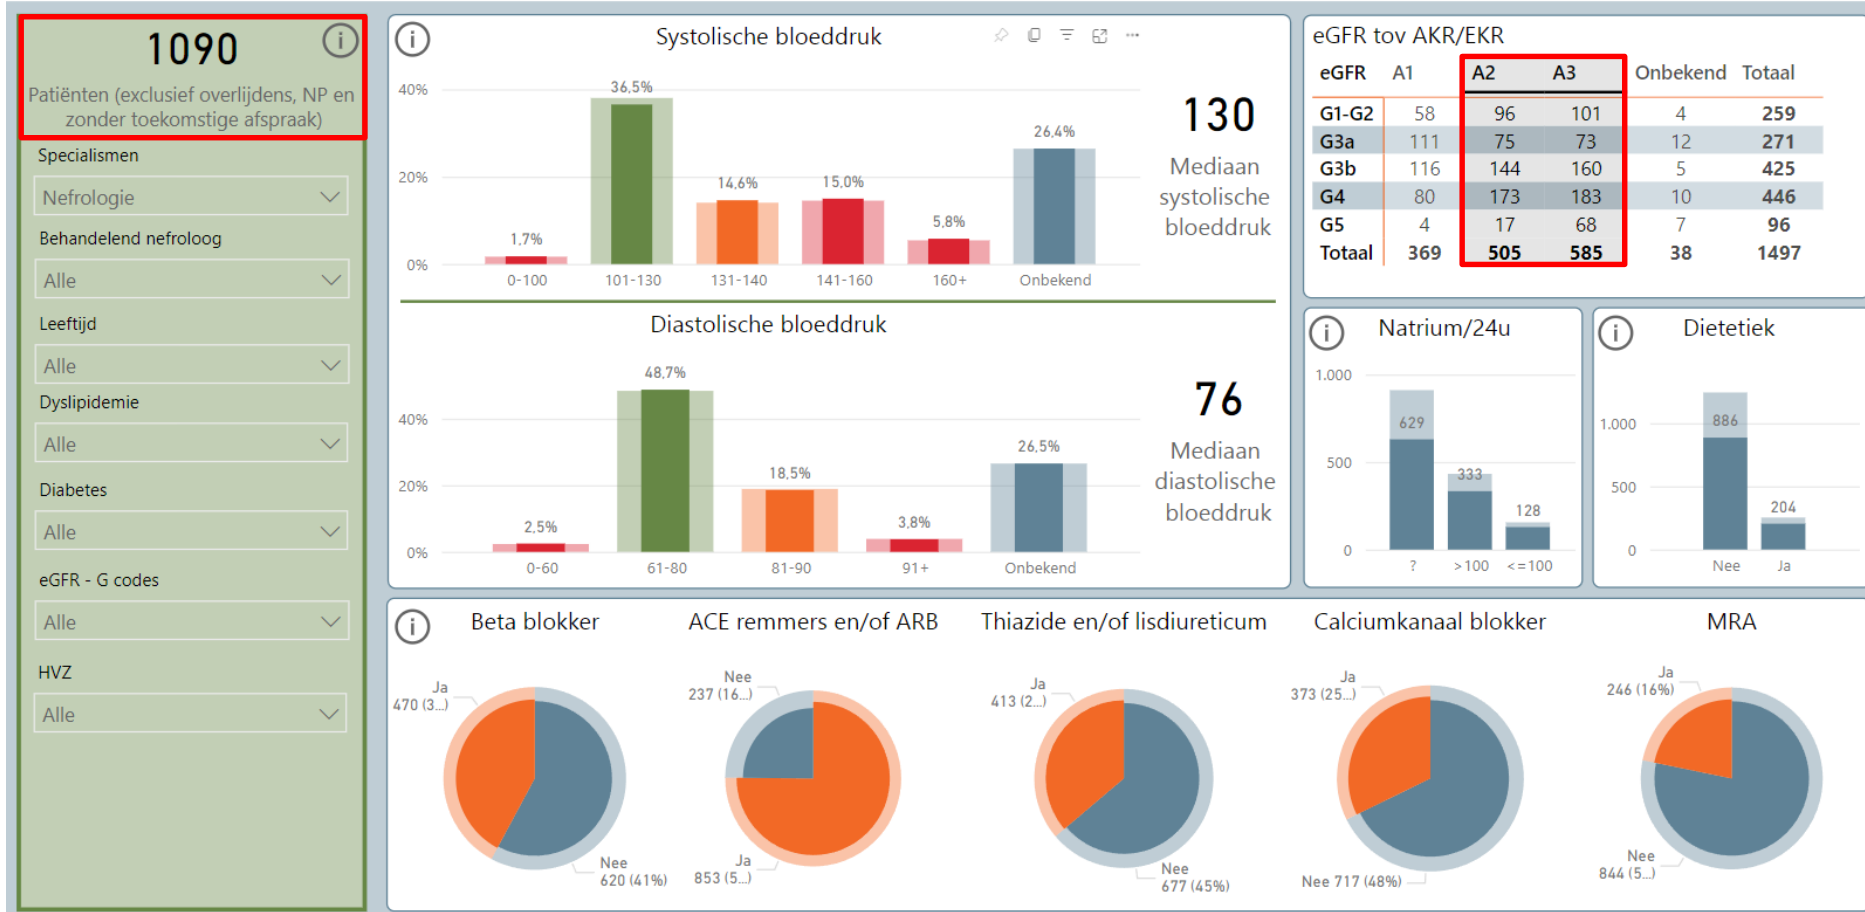 1090
Patiënten (exclusief overlijdens, NP en
zonder toekomstige afspraak)
Specialismen
Nefrologie
Behandelend nefroloog
Alle
Leeftijd
Alle
Dyslipidemie
Alle
Diabetes
Alle
eGFR - G codes
Alle
HVZ
Alle
Systolische bloeddruk
40%
20%
0%
1,7%
36,5%
14,6%
15,0%
5,8%
26,4%
0-100 101-130 131-140 141-160 160+ Onbekend
130
Mediaan
systolische
bloeddruk
Diastolische bloeddruk
40%
20%
0%
2,5%
48,7%
18,5%
3,8%
26,5%
0-60 61-80 81-90 91+ Onbekend
76
Mediaan
diastolische
bloeddruk
eGFR tov AKR/EKR
eGFR A1 A2 A3 Onbekend Totaal
G1-G2 58 96 101 4 259
G3a 111 75 73 12 271
G3b 116 144 160 5 425
G4 80 173 183 10 446
G5 4 17 68 7 96
Totaal 369 505 585 38 1497
Natrium/24u
1.000
500
0
629
333
128
? >100 <=100
Dietetiek
1.000
500
0
886
204
Nee Ja
Beta blokker
Ja
470 (3...)
Nee
620 (41%)
ACE remmers en/of ARB
Nee
237 (16...)
Ja
853 (5...)
Thiazide en/of lisdiureticum
Ja
413 (2...)
Nee
677 (45%)
Calciumkanaal blokker
Ja
373 (25...)
Nee 717 (48%)
MRA
Ja
246 (16%)
Nee
844 (5...)